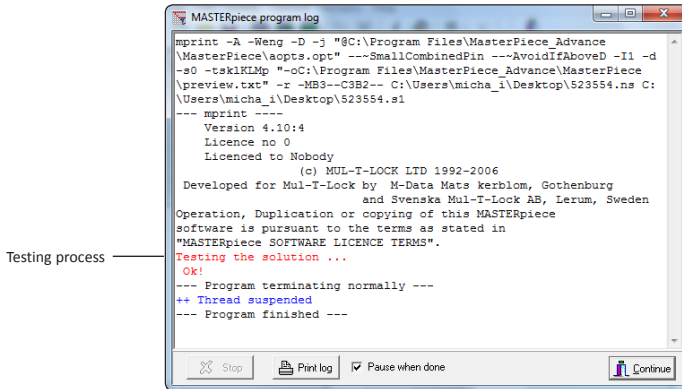 MASTERpiece program log
mprint -A -Weng -D -j "@C:\Program Files\MasterPiece_Advance
\MasterPiece\aopts.opt" --~SmallCombinedPin --~AvoidIfAboveD -I1 -d
-s0 -tsklKLMp "-oC:\Program Files\MasterPiece_Advance\MasterPiece
\preview.txt" -r -MB3--C3B2-- C:\Users\micha_i\Desktop\523554.ns C:
\Users\micha_i\Desktop\523554.s1
--- mprint ----
Version 4.10:4
Licence no 0
Licenced to Nobody
(c) MUL-T-LOCK LTD 1992-2006
Developed for Mul-T-Lock by M-Data Mats kerblom, Gothenburg
and Svenska Mul-T-Lock AB, Lerum, Sweden
Operation, Duplication or copying of this MASTERpiece
software is pursuant to the terms as stated in
"MASTERpiece SOFTWARE LICENCE TERMS".
Testing process
Testing the solution ...
Ok!
--- Program terminating normally ---
++ Thread suspended
--- Program finished ---
Stop
Print log
Pause when done
Continue